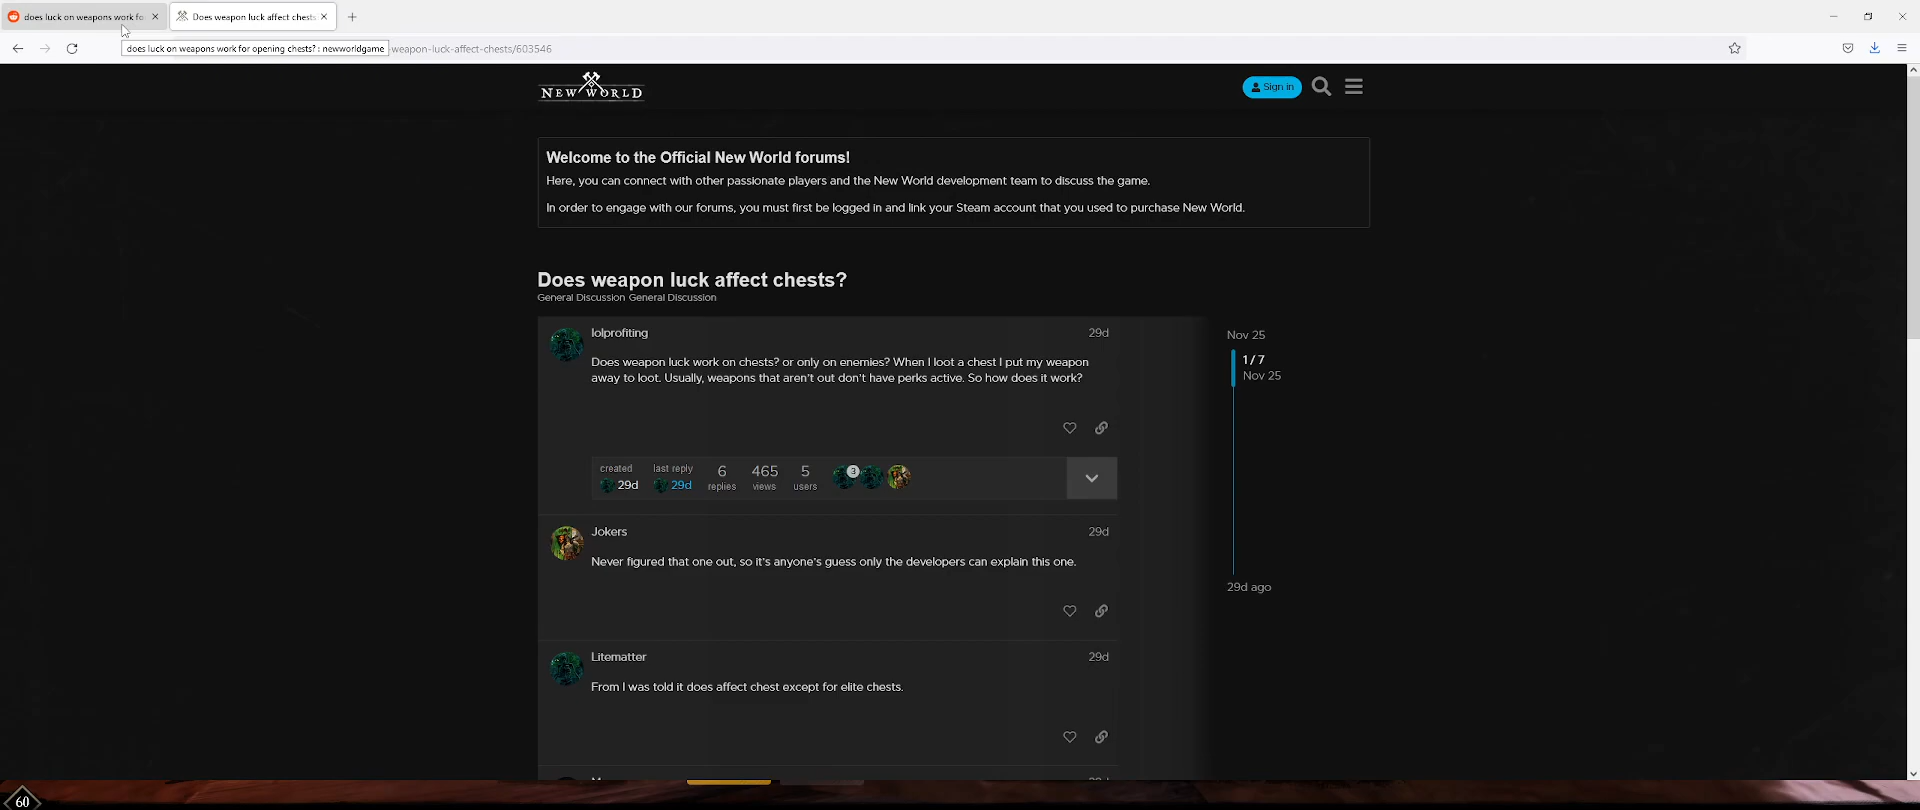 does luck on weapons work fo
Does weapon luck affect chests
does luck on weapons work for opening chests? : newworldgame
-weapon-luck-affect-chests/603546
NEW WORLD
Sign in
Welcome to the Official New World forums!
Here, you can connect with other passionate players and the New World development team to discuss the game.
In order to engage with our forums, you must first be logged in and link your Steam account that you used to purchase New World.
Does weapon luck affect chests?
General Discussion General Discussion
lolprofiting 29d
Does weapon luck work on chests? or only on enemies? When I loot a chest I put my weapon
away to loot. Usually, weapons that aren't out don't have perks active. So how does it work?
created last reply 6 465 5 3
29d 29d replies views users
Jokers 29d
Never figured that one out, so it's anyone's guess only the developers can explain this one.
Litematter 29d
From I was told it does affect chest except for elite chests.
Nov 25
1 / 7
Nov 25
29d ago
60